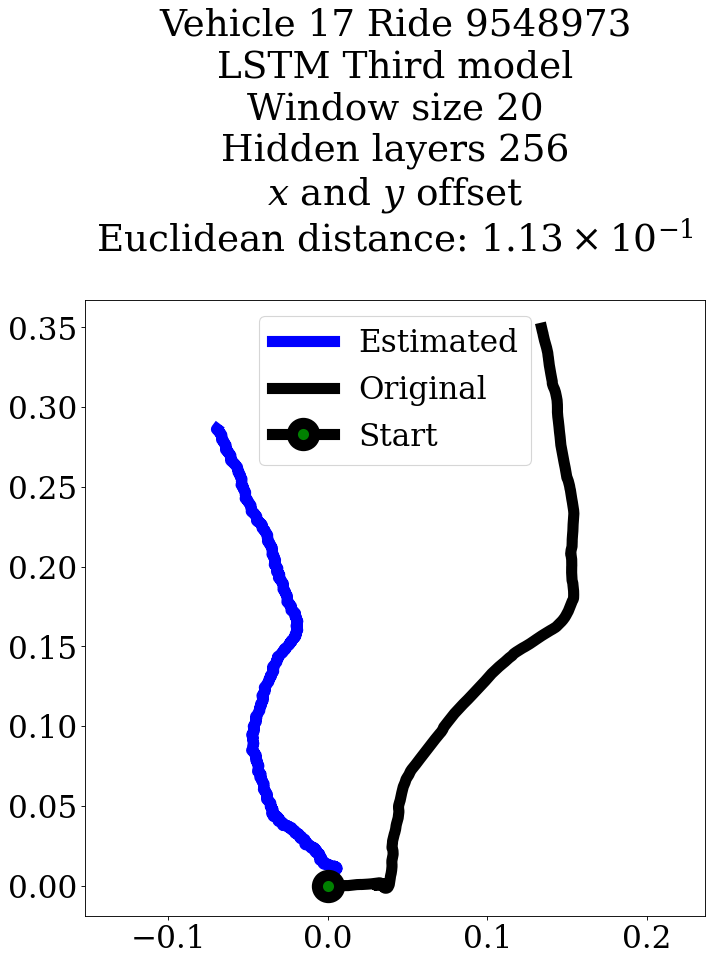 Vehicle 17 Ride 9548973
LSTM Third model
Window size 20
Hidden layers 256
x and y offset
Euclidean distance: 1.13 × 10⁻¹
Estimated
Original
Start
0.35
0.30
0.25
0.20
0.15
0.10
0.05
0.00
−0.1 0.0 0.1 0.2